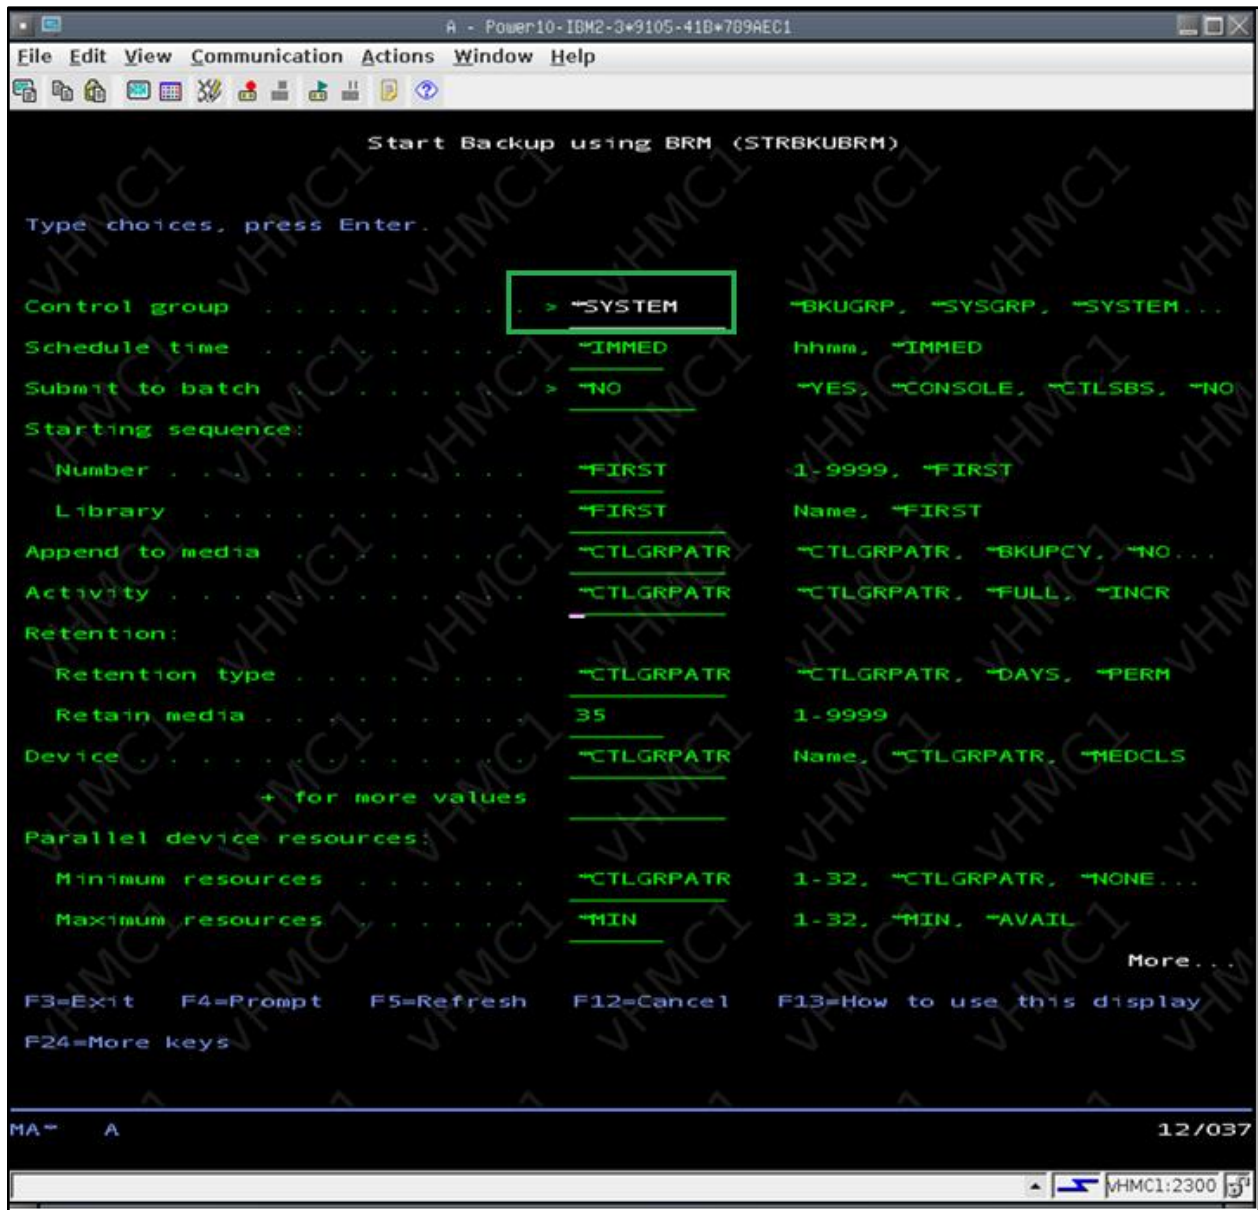 A - Power10-IBM2-3*9105-41B*789AEC1
File Edit View Communication Actions Window Help
Start Backup using BRM (STRBKUBRM)
Type choices, press Enter.
Control group . . . . . . . . . . > *SYSTEM *BKUGRP, *SYSGRP, *SYSTEM...
Schedule time . . . . . . . . . *IMMED hhmm, *IMMED
Submit to batch . . . . . . . . > *NO *YES, *CONSOLE, *CTLSBS, *NO
Starting sequence:
Number . . . . . . . . . . . . *FIRST 1-9999, *FIRST
Library . . . . . . . . . . . *FIRST Name, *FIRST
Append to media . . . . . . . . *CTLGRPATR *CTLGRPATR, *BKUPCY, *NO...
Activity . . . . . . . . . . . . *CTLGRPATR *CTLGRPATR, *FULL, *INCR
Retention:
Retention type . . . . . . . . *CTLGRPATR *CTLGRPATR, *DAYS, *PERM
Retain media . . . . . . . . . 35 1-9999
Device . . . . . . . . . . . . . *CTLGRPATR Name, *CTLGRPATR, *MEDCLS
+ for more values
Parallel device resources:
Minimum resources . . . . . . *CTLGRPATR 1-32, *CTLGRPATR, *NONE...
Maximum resources . . . . . . *MIN 1-32, *MIN, *AVAIL
More...
F3=Exit F4=Prompt F5=Refresh F12=Cancel F13=How to use this display
F24=More keys
MA* A 12/037
vHMC1:2300